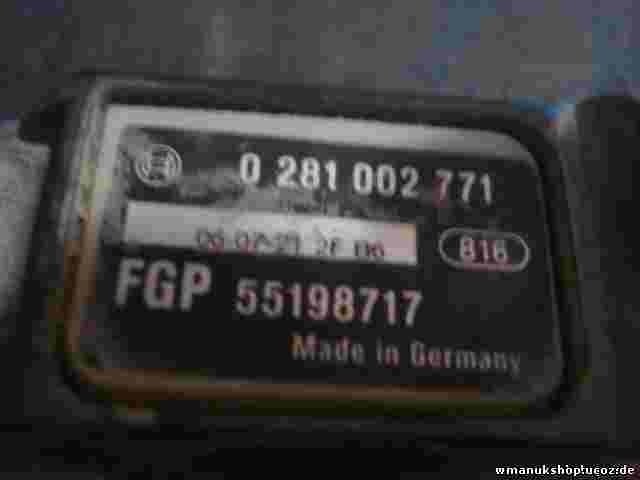 0 281 002 771
816
FGP 55198717
Made in Germany
wmanukshop.ucoz.de